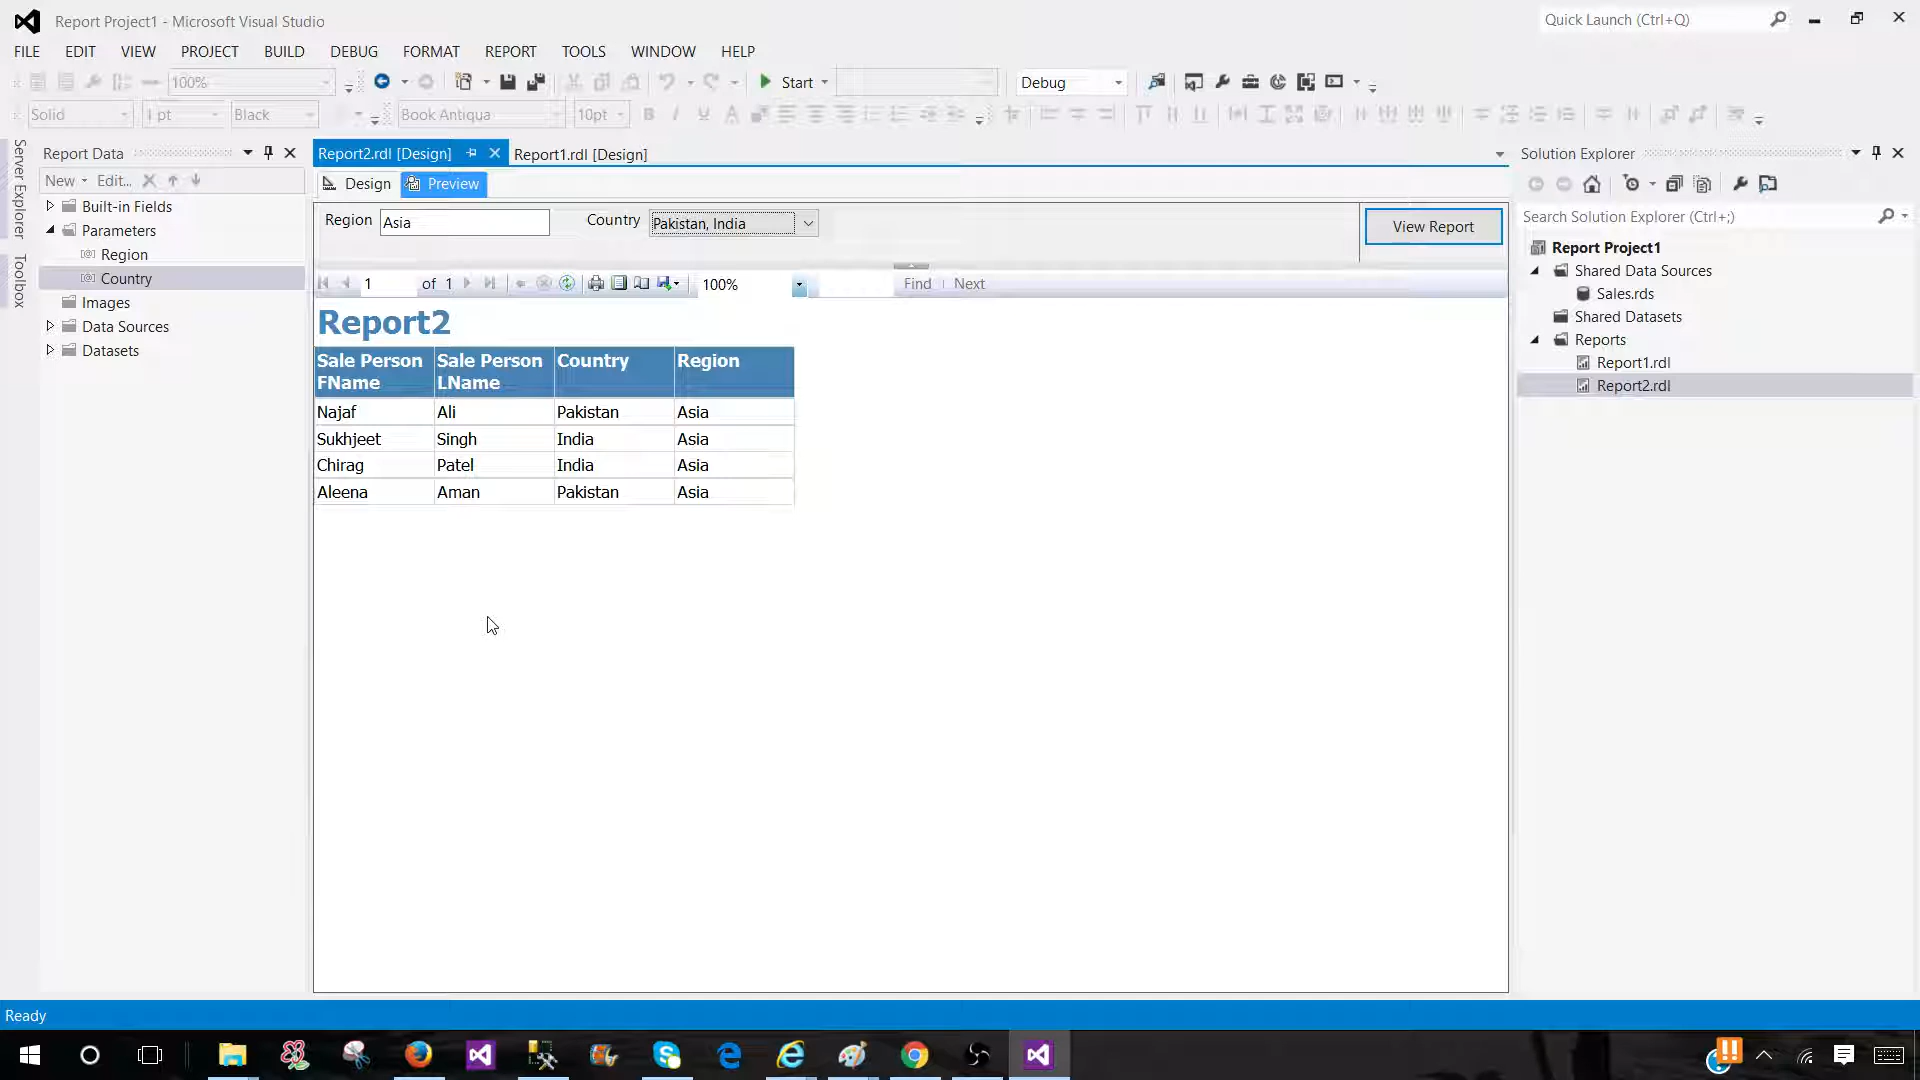 Report Project1 - Microsoft Visual Studio
Quick Launch (Ctrl+Q)
FILE EDIT VIEW PROJECT BUILD DEBUG FORMAT REPORT TOOLS WINDOW HELP
100%
Start
Debug
Solid
1 pt
Black
Book Antiqua
10pt
Server Explorer
Toolbox
Report Data
New Edit...
Built-in Fields
Parameters
Region
Country
Images
Data Sources
Datasets
Report2.rdl [Design]
Report1.rdl [Design]
Design
Preview
Region Asia
Country Pakistan, India
View Report
1 of 1
100%
Find Next
Report2
Sale Person FName
Sale Person LName
Country
Region
Najaf Ali Pakistan Asia
Sukhjeet Singh India Asia
Chirag Patel India Asia
Aleena Aman Pakistan Asia
Solution Explorer
Search Solution Explorer (Ctrl+;)
Report Project1
Shared Data Sources
Sales.rds
Shared Datasets
Reports
Report1.rdl
Report2.rdl
Ready